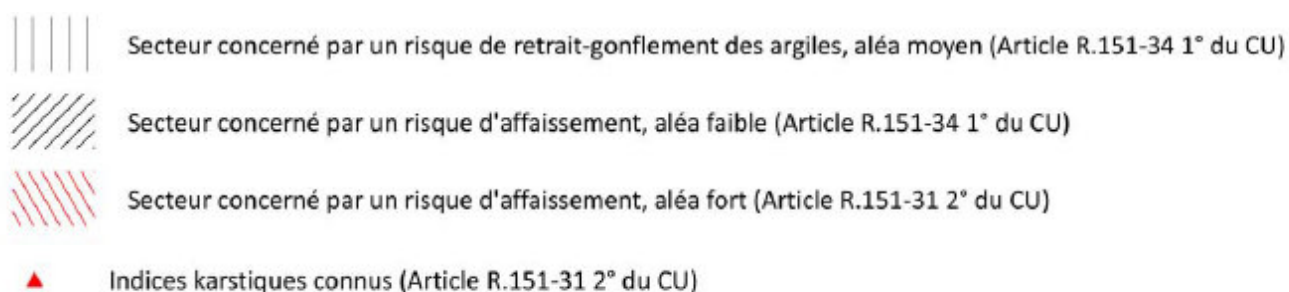 Secteur concerné par un risque de retrait-gonflement des argiles, aléa moyen (Article R.151-34 1° du CU)
Secteur concerné par un risque d'affaissement, aléa faible (Article R.151-34 1° du CU)
Secteur concerné par un risque d'affaissement, aléa fort (Article R.151-31 2° du CU)
Indices karstiques connus (Article R.151-31 2° du CU)